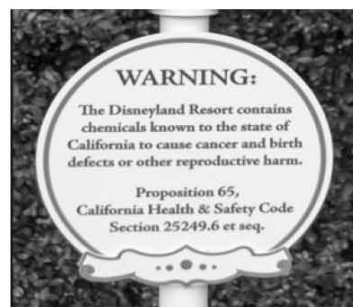 WARNING:
The Disneyland Resort contains
chemicals known to the state of
California to cause cancer and birth
defects or other reproductive harm.
Proposition 65,
California Health & Safety Code
Section 25249.6 et seq.